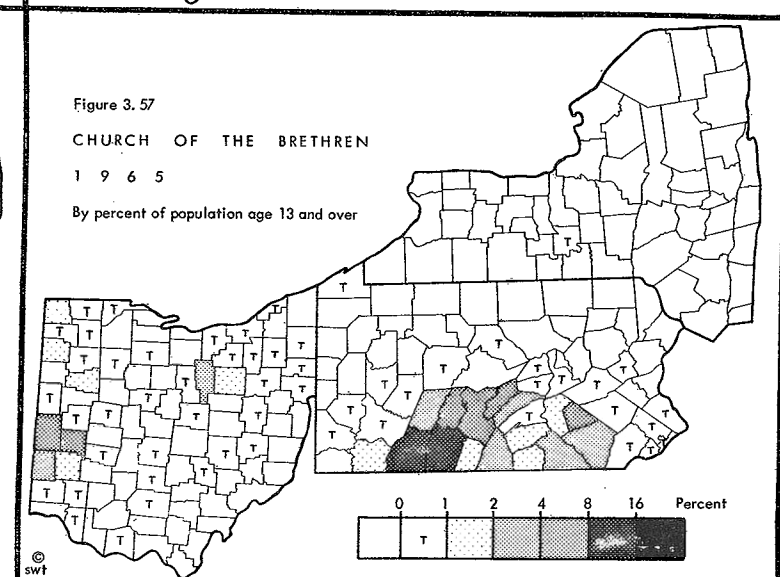 Figure 3.57
CHURCH OF THE BRETHREN
1 9 6 5
By percent of population age 13 and over
0 1 2 4 8 16 Percent
T
©
swt